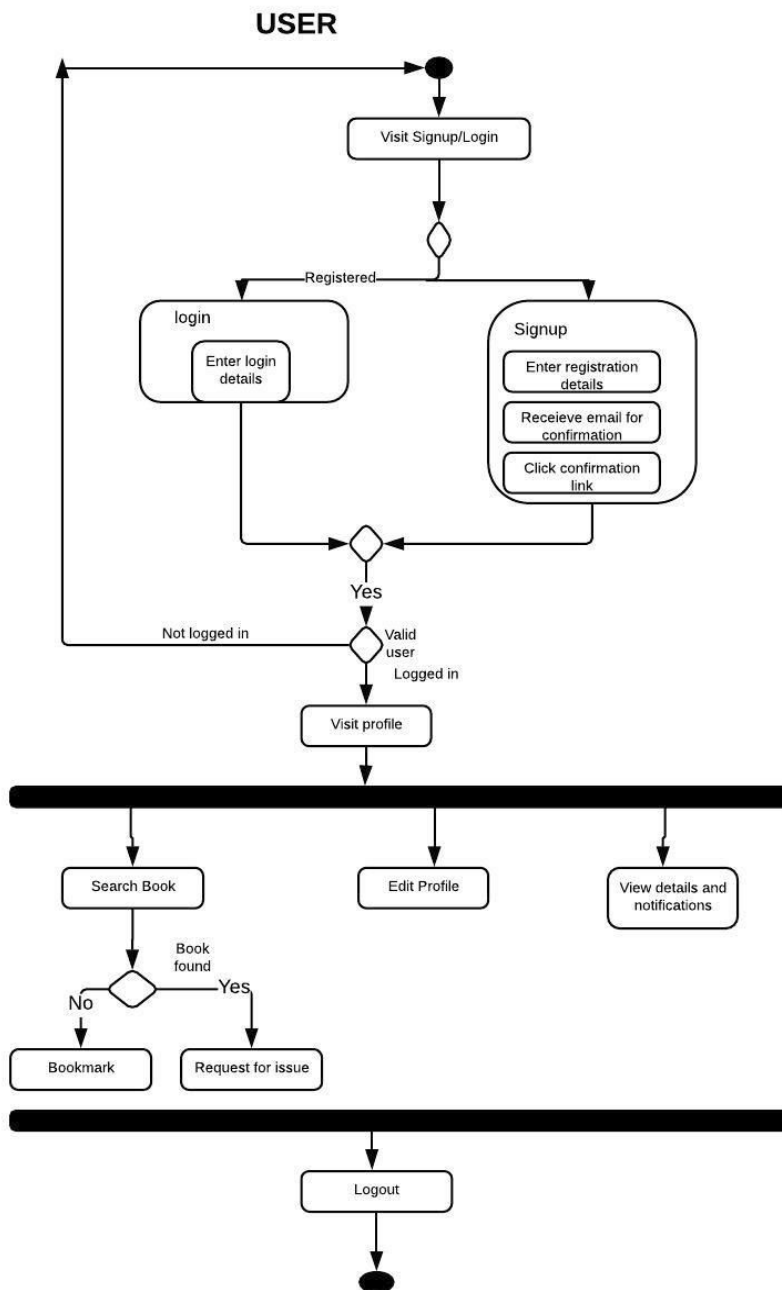 USER
Visit Signup/Login
Registered
login
Enter login
details
Signup
Enter registration
details
Receieve email for
confirmation
Click confirmation
link
Yes
Not logged in
Valid
user
Logged in
Visit profile
Search Book
Edit Profile
View details and
notifications
Book
found
No
Yes
Bookmark
Request for issue
Logout